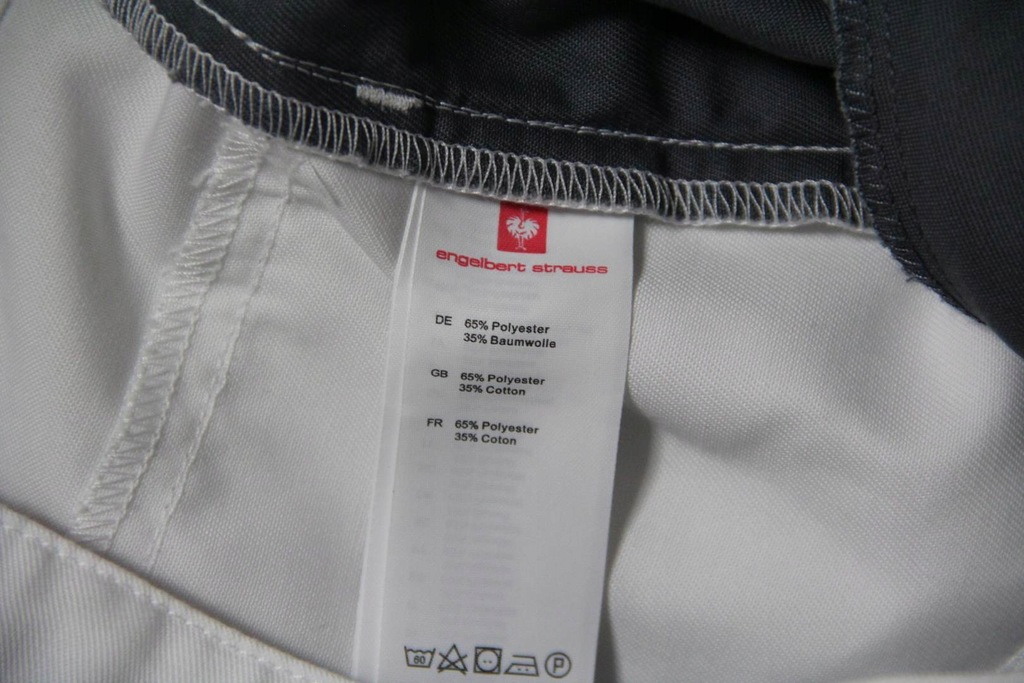 engelbert strauss
DE 65% Polyester
35% Baumwolle
GB 65% Polyester
35% Cotton
FR 65% Polyester
35% Coton
60 P